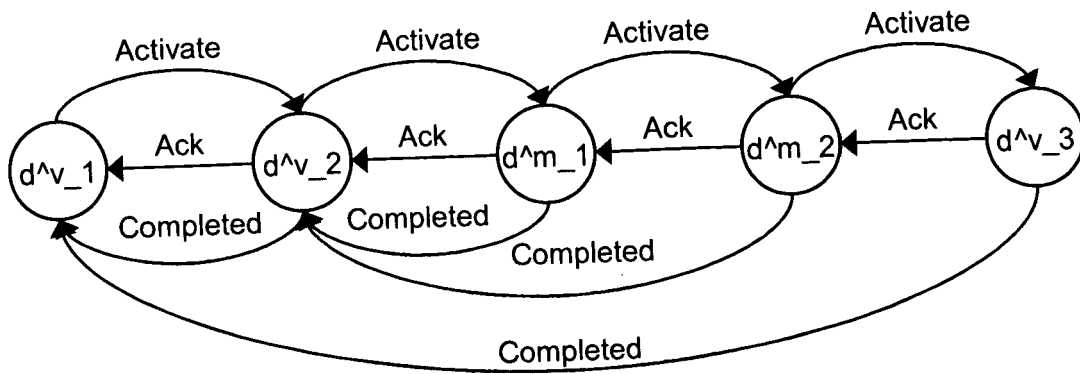 Activate
Activate
Activate
Activate
Ack
Ack
Ack
Ack
d^v_1
d^v_2
d^m_1
d^m_2
d^v_3
Completed
Completed
Completed
Completed